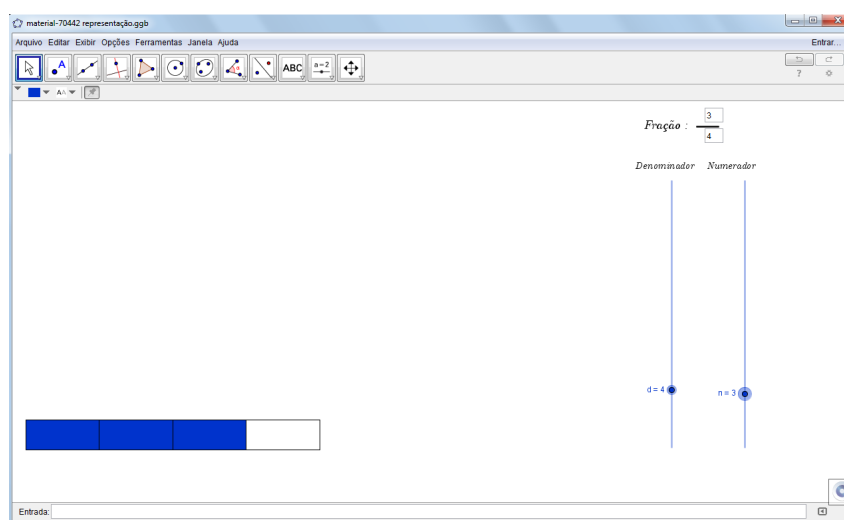 material-70442 representação.ggb
Arquivo Editar Exibir Opções Ferramentas Janela Ajuda
Entrar...
ABC
a=2
A
AA
?
Fração :
3
4
Denominador Numerador
d = 4
n = 3
Entrada: